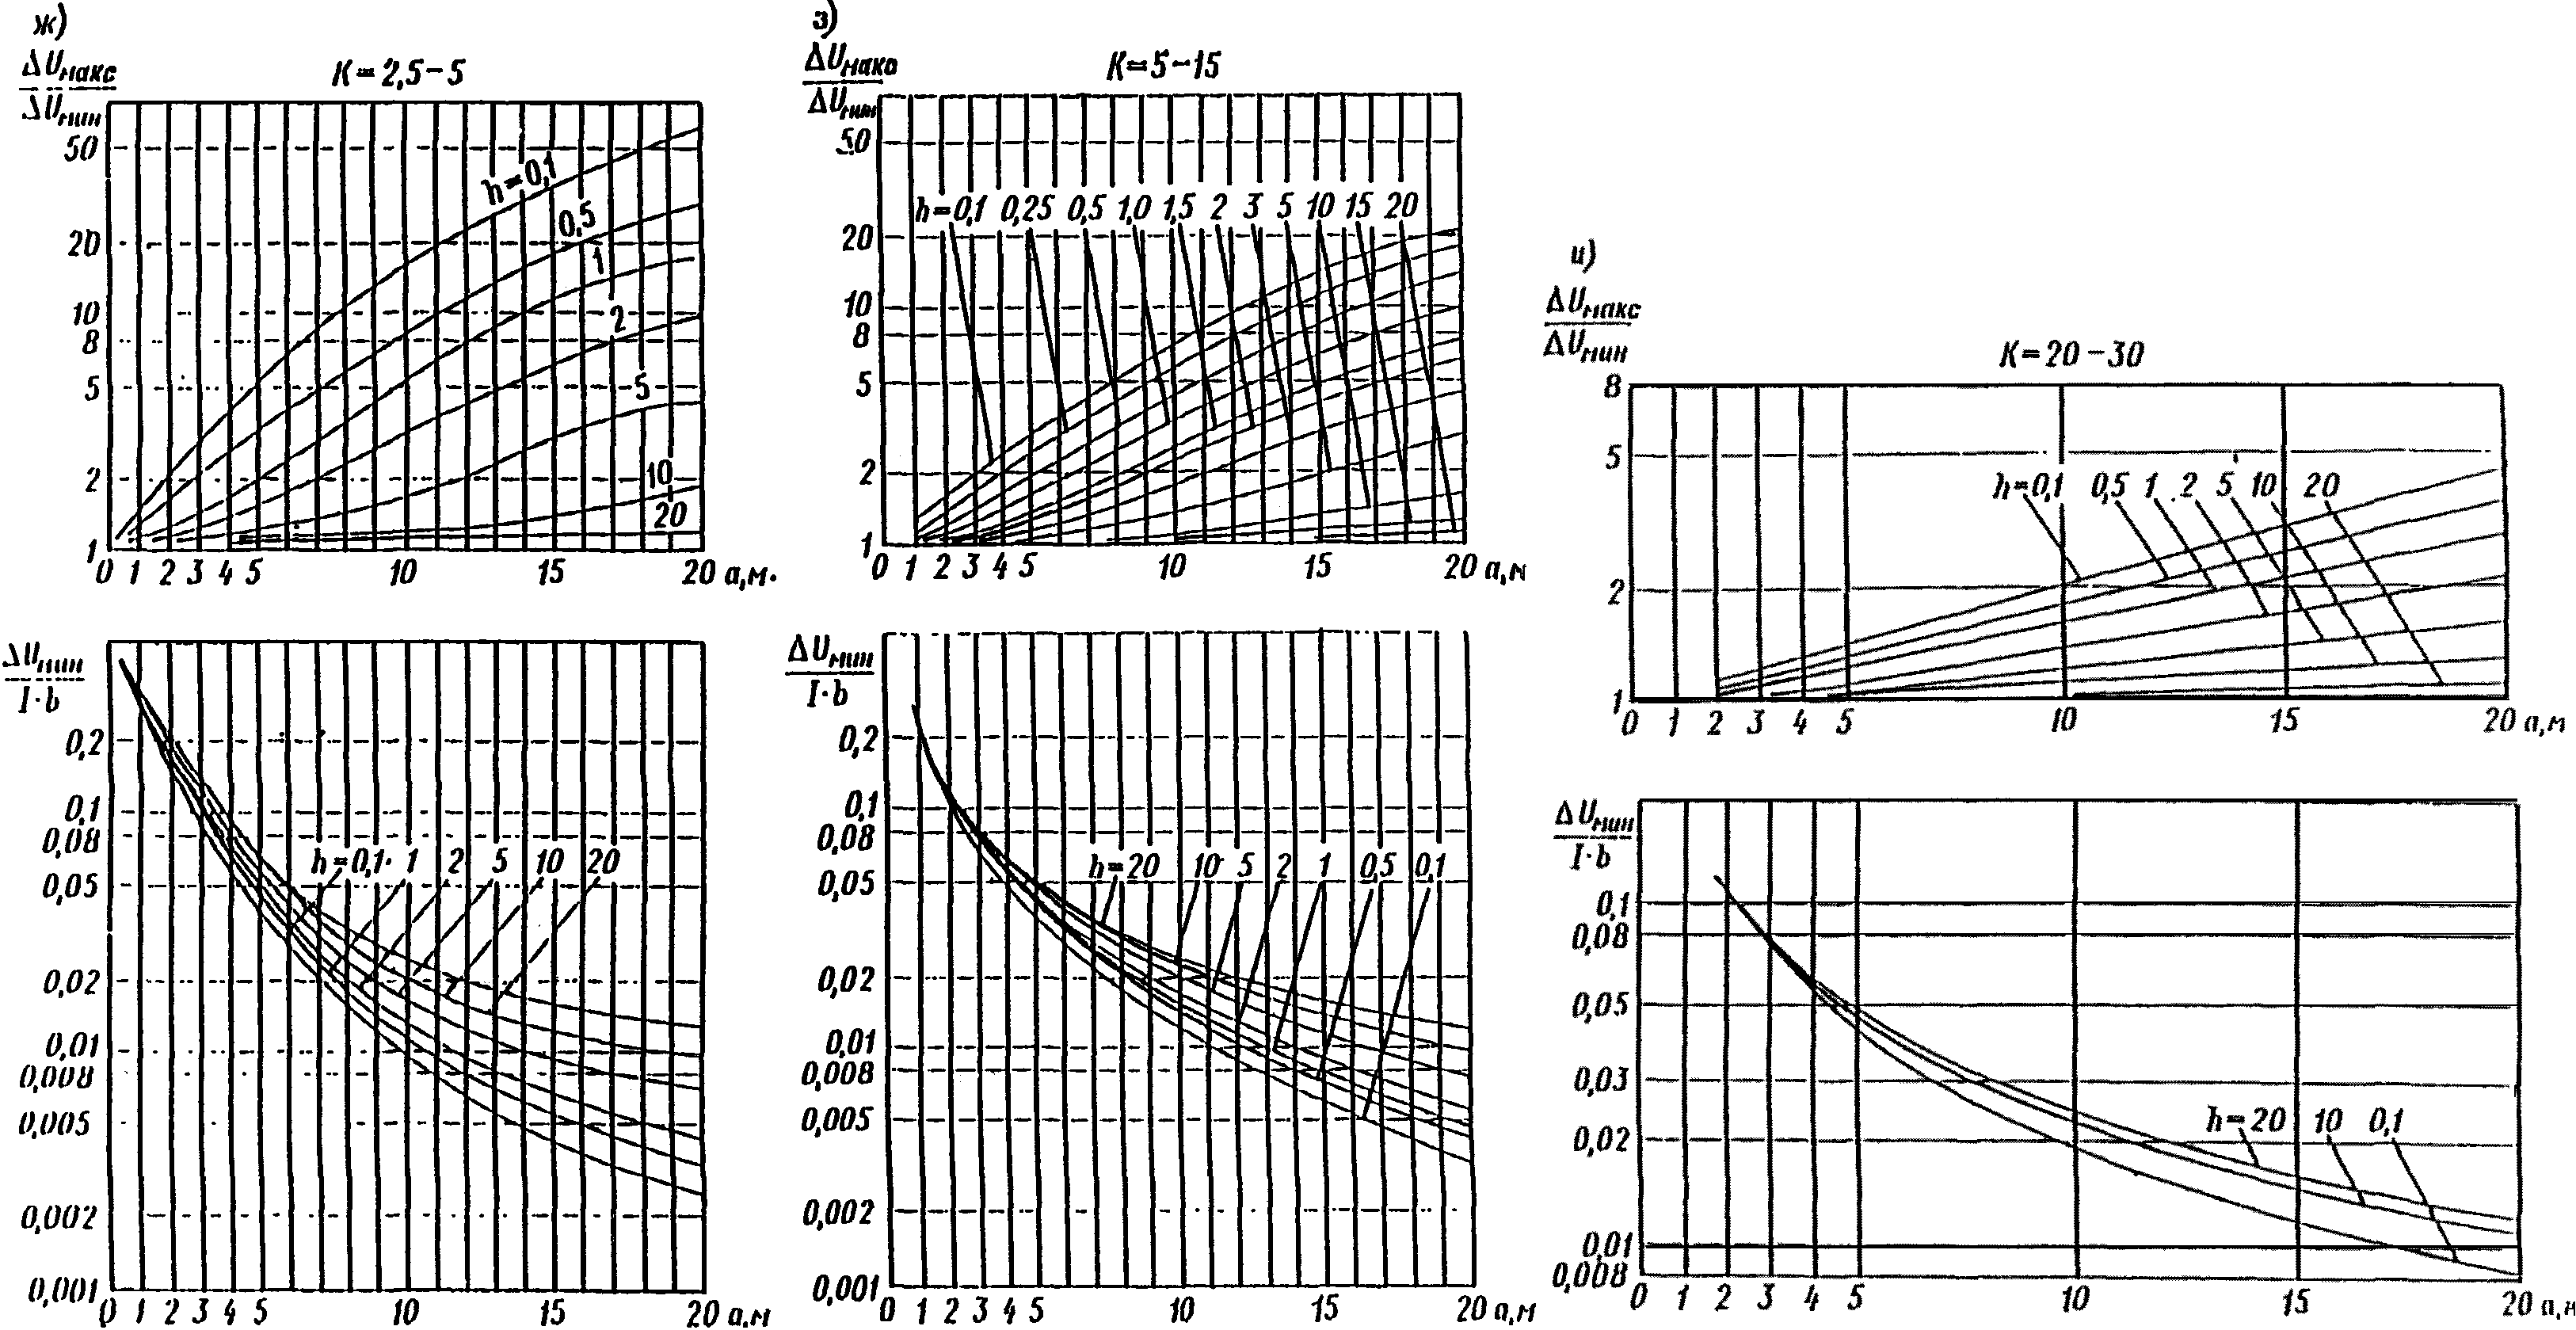 ж)
ΔUмакс
ΔUмин
K=2,5-5
50
20
10
8
5
2
1
h=0,1
0,5
1
2
5
10
20
0 1 2 3 4 5 10 15 20 а,м.
ΔUмин
I·b
0,2
0,1
0,08
0,05
0,02
0,01
0,008
0,005
0,002
0,001
h=0,1 1 2 5 10 20
0 1 2 3 4 5 10 15 20 а,м
з)
ΔUмакс
ΔUмин
K=5-15
50
20
10
8
5
2
1
h=0,1 0,25 0,5 1,0 1,5 2 3 5 10 15 20
0 1 2 3 4 5 10 15 20 а,м
ΔUмин
I·b
0,2
0,1
0,08
0,05
0,02
0,01
0,008
0,005
0,002
0,001
h=20 10 5 2 1 0,5 0,1
0 1 2 3 4 5 10 15 20 а,м
и)
ΔUмакс
ΔUмин
K=20-30
8
5
2
1
h=0,1 0,5 1 2 5 10 20
0 1 2 3 4 5 10 15 20 а,м
ΔUмин
I·b
0,1
0,08
0,05
0,03
0,02
0,01
0,008
h=20 10 0,1
0 1 2 3 4 5 10 15 20 а,м